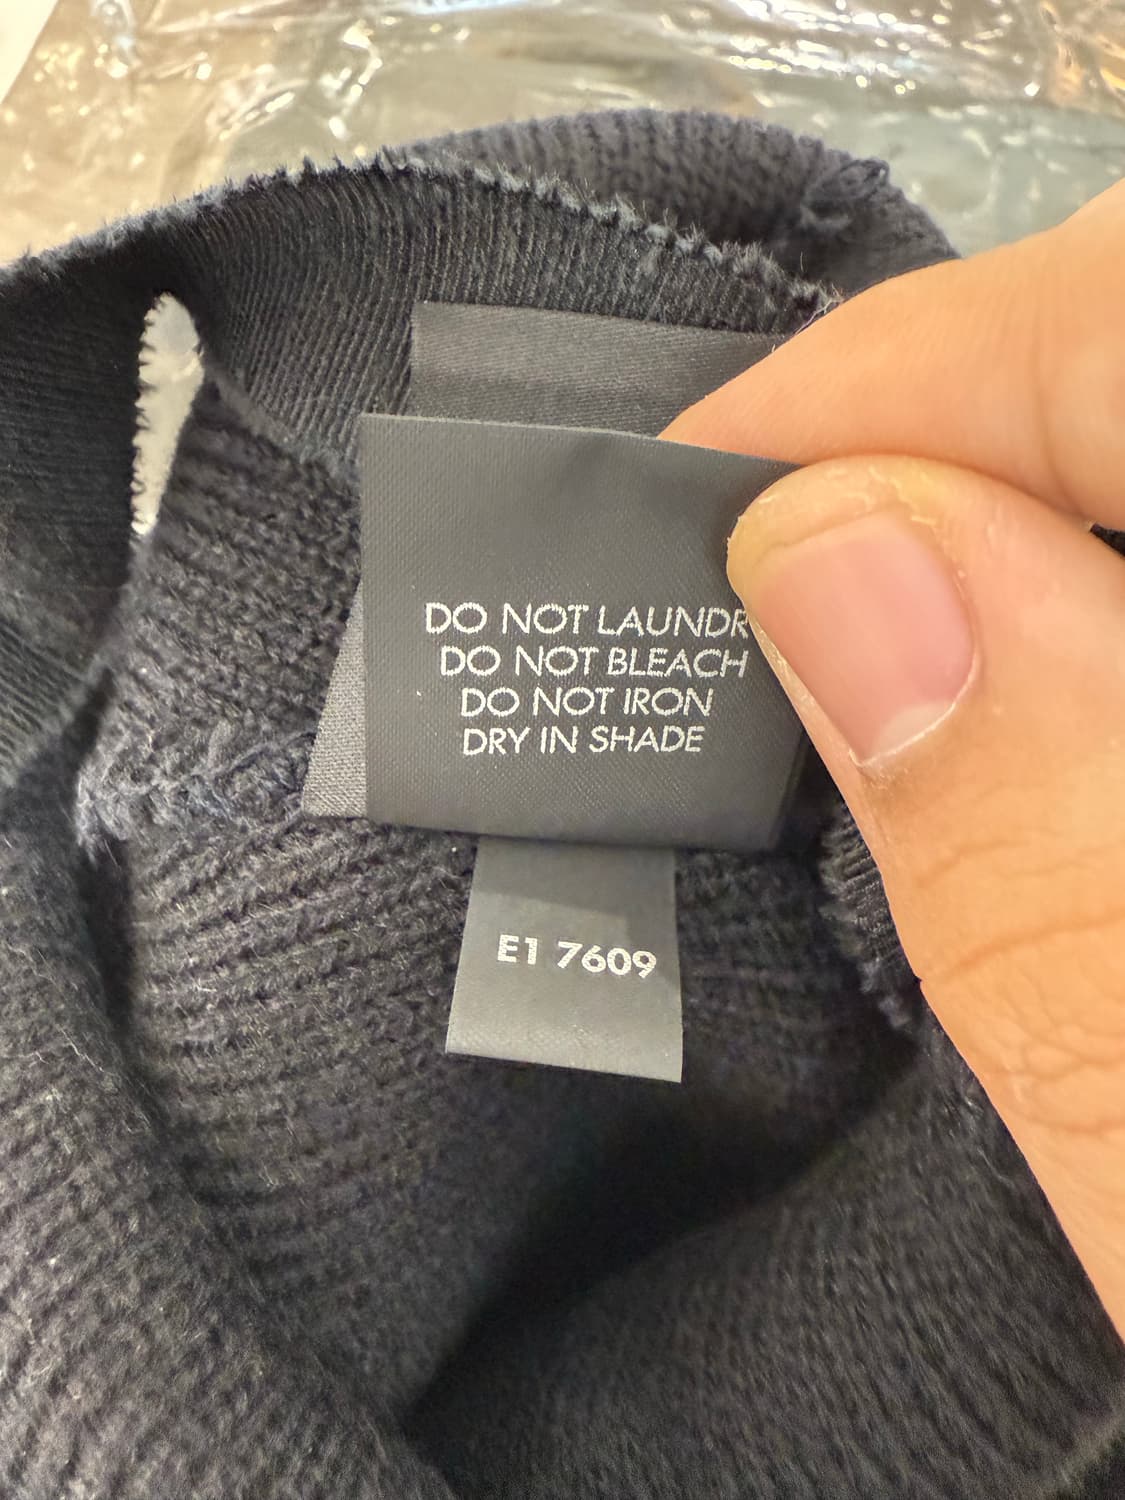 DO NOT LAUNDR
DO NOT BLEACH
DO NOT IRON
DRY IN SHADE
E1 7609